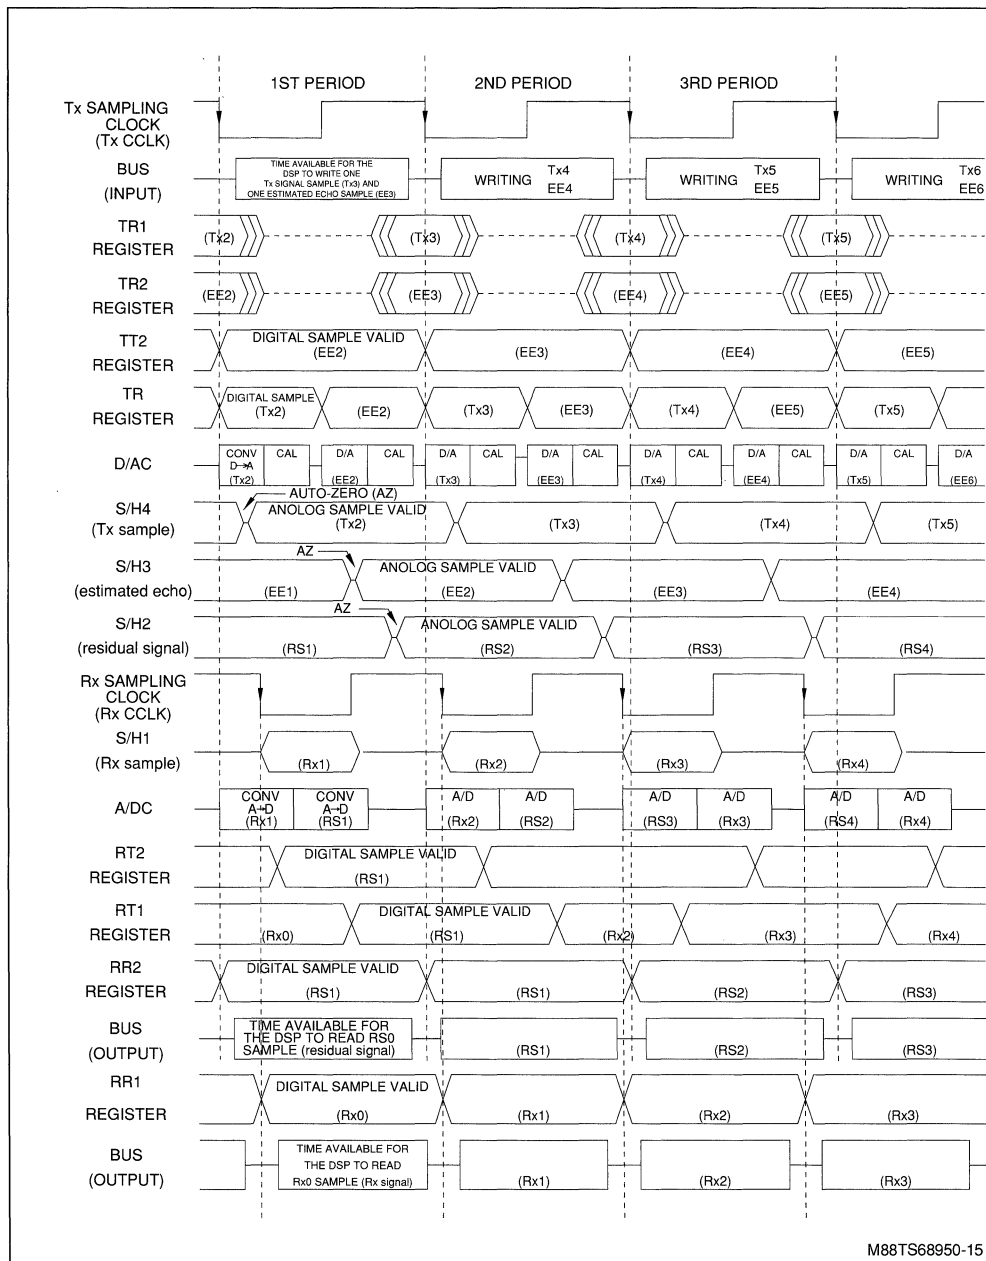 1ST PERIOD 2ND PERIOD 3RD PERIOD
Tx SAMPLING
CLOCK
(Tx CCLK)
BUS
(INPUT)
TIME AVAILABLE FOR THE
DSP TO WRITE ONE
Tx SIGNAL SAMPLE (Tx3) AND
ONE ESTIMATED ECHO SAMPLE (EE3)
WRITING Tx4
EE4
WRITING Tx5
EE5
WRITING Tx6
EE6
TR1
REGISTER
(Tx2) (Tx3) (Tx4) (Tx5)
TR2
REGISTER
(EE2) (EE3) (EE4) (EE5)
TT2
REGISTER
DIGITAL SAMPLE VALID
(EE2) (EE3) (EE4) (EE5)
TR
REGISTER
DIGITAL SAMPLE
(Tx2) (EE2) (Tx3) (EE3) (Tx4) (EE5) (Tx5)
D/AC
CONV
D→A
(Tx2)
CAL
D/A
(EE2)
CAL
D/A
(Tx3)
CAL
D/A
(EE3)
CAL
D/A
(Tx4)
CAL
D/A
(EE4)
CAL
D/A
(Tx5)
CAL
D/A
(EE6)
S/H4
(Tx sample)
AUTO-ZERO (AZ)
ANOLOG SAMPLE VALID
(Tx2) (Tx3) (Tx4) (Tx5)
S/H3
(estimated echo)
AZ
ANOLOG SAMPLE VALID
(EE1) (EE2) (EE3) (EE4)
S/H2
(residual signal)
AZ
ANOLOG SAMPLE VALID
(RS1) (RS2) (RS3) (RS4)
Rx SAMPLING
CLOCK
(Rx CCLK)
S/H1
(Rx sample)
(Rx1) (Rx2) (Rx3) (Rx4)
A/DC
CONV
A→D
(Rx1)
CONV
A→D
(RS1)
A/D
(Rx2)
A/D
(RS2)
A/D
(RS3)
A/D
(Rx3)
A/D
(RS4)
A/D
(Rx4)
RT2
REGISTER
DIGITAL SAMPLE VALID
(RS1)
RT1
REGISTER
DIGITAL SAMPLE VALID
(Rx0) (RS1) (Rx2) (Rx3) (Rx4)
RR2
REGISTER
DIGITAL SAMPLE VALID
(RS1) (RS1) (RS2) (RS3)
BUS
(OUTPUT)
TIME AVAILABLE FOR
THE DSP TO READ RS0
SAMPLE (residual signal)
(RS1) (RS2) (RS3)
RR1
REGISTER
DIGITAL SAMPLE VALID
(Rx0) (Rx1) (Rx2) (Rx3)
BUS
(OUTPUT)
TIME AVAILABLE FOR
THE DSP TO READ
Rx0 SAMPLE (Rx signal)
(Rx1) (Rx2) (Rx3)
M88TS68950-15